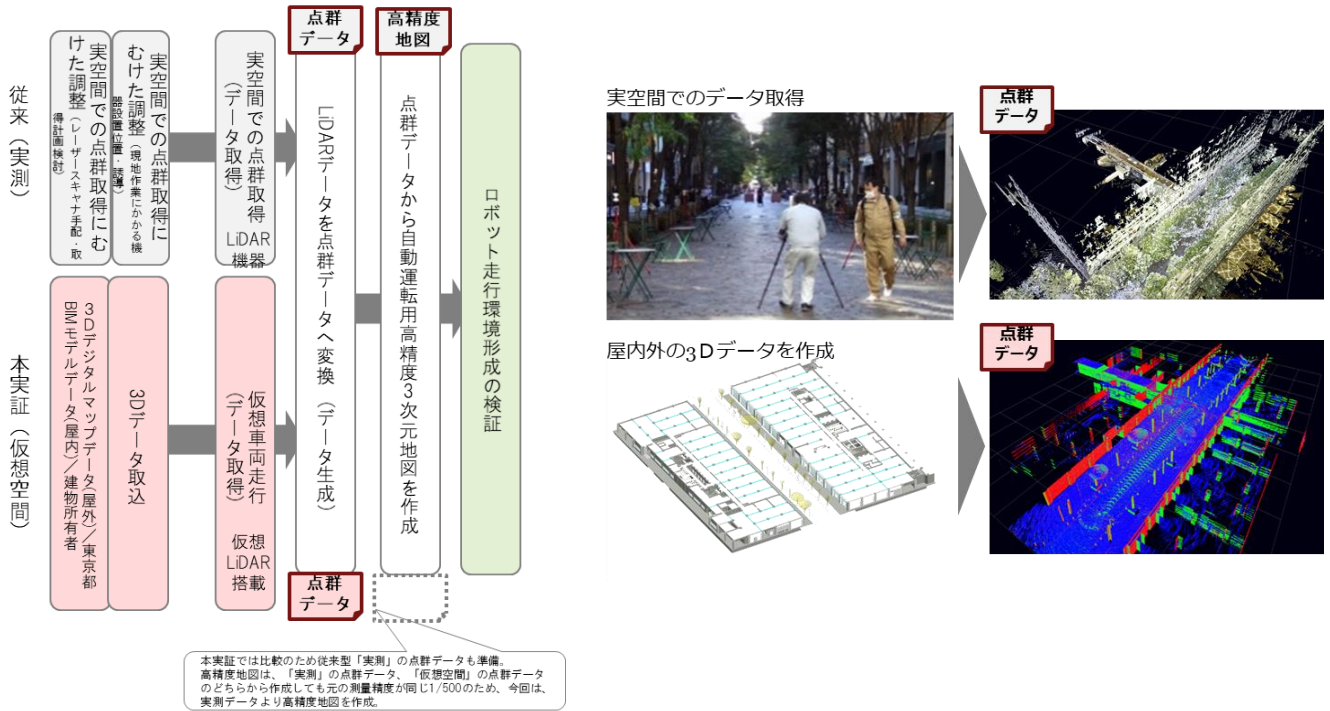 点群
データ
高精度
地図
従来（実測）
実空間での点群取得にむ
けた調整（レーザースキャナ手配・取
得計画検討）
実空間での点群取得に
むけた調整（現地作業にかかる機
器設置位置・誘導）
実空間での点群取得
（データ取得）
LiDAR
機器
LiDARデータを点群データへ変換（データ生成）
点群データから自動運転用高精度3次元地図を作成
ロボット走行環境形成の検証
本実証（仮想空間）
3Dデジタルマップデータ(屋外)／東京都
BIMモデルデータ(屋内)／建物所有者
3Dデータ取込
仮想車両走行
（データ取得）
仮想
LiDAR
搭載
点群
データ
本実証では比較のため従来型「実測」の点群データも準備。
高精度地図は、「実測」の点群データ、「仮想空間」の点群データ
のどちらから作成しても元の測量精度が同じ1/500のため、今回は、
実測データより高精度地図を作成。
実空間でのデータ取得
点群
データ
屋内外の3Dデータを作成
点群
データ